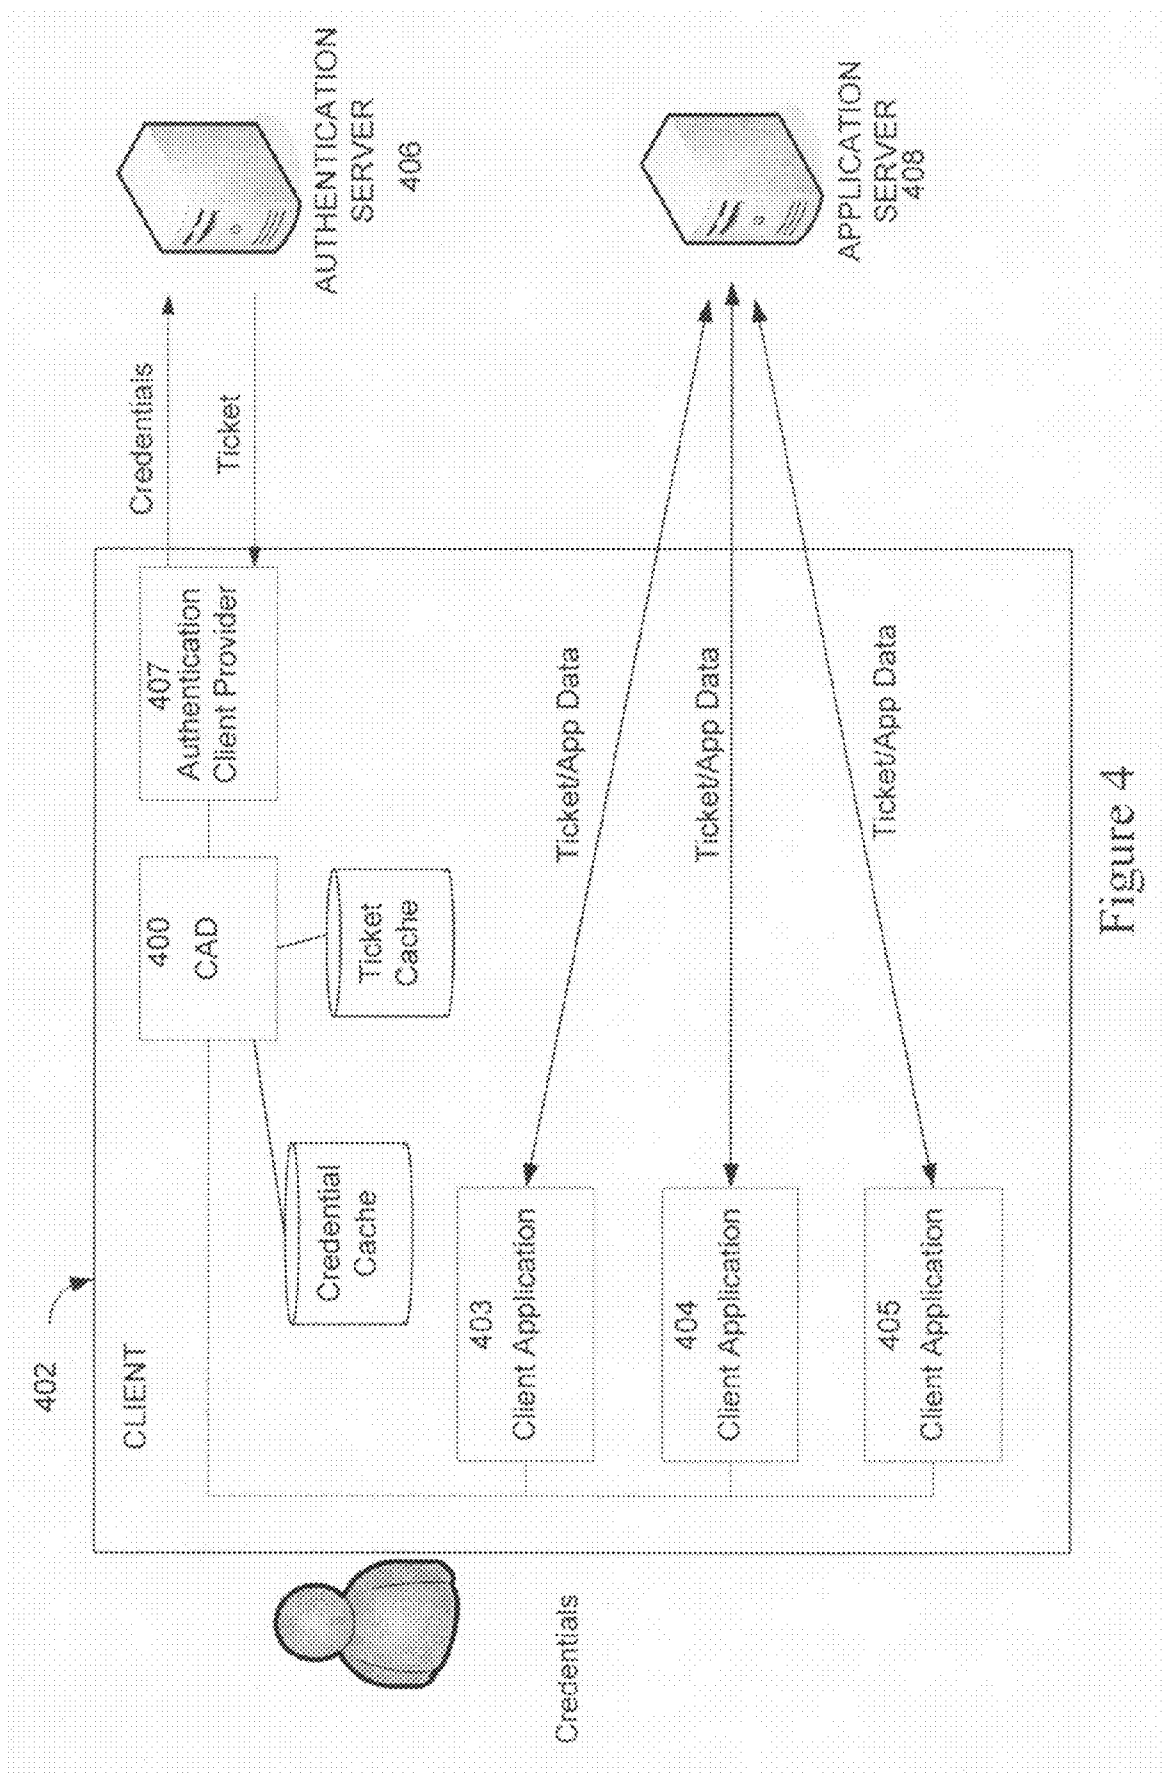 402
CLIENT
400
CAD
407
Authentication
Client Provider
Credentials
Ticket
AUTHENTICATION
SERVER
406
Credential
Cache
Ticket
Cache
403
Client Application
Ticket/App Data
404
Client Application
Ticket/App Data
405
Client Application
Ticket/App Data
APPLICATION
SERVER
408
Credentials
Figure 4